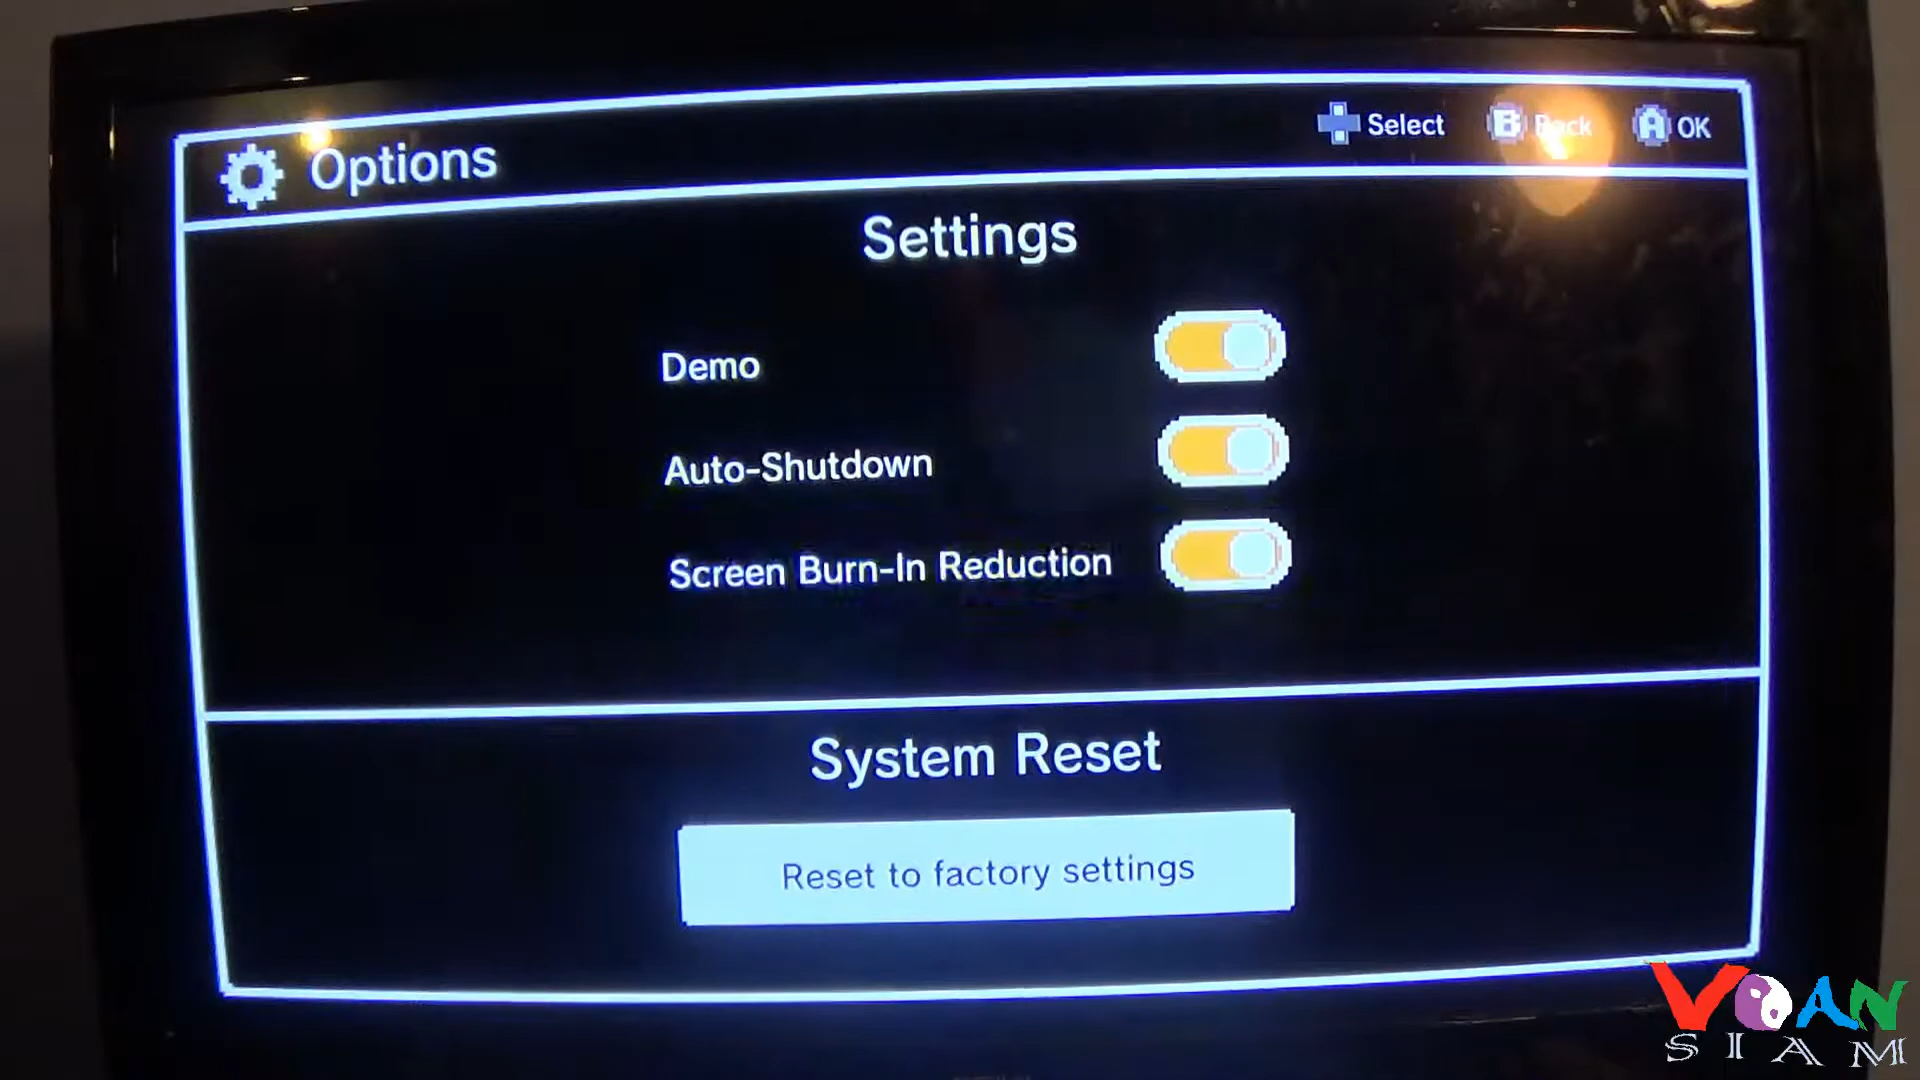 Options
Select B Back A OK
Settings
Demo
Auto-Shutdown
Screen Burn-In Reduction
System Reset
Reset to factory settings
VOAN
SIAM